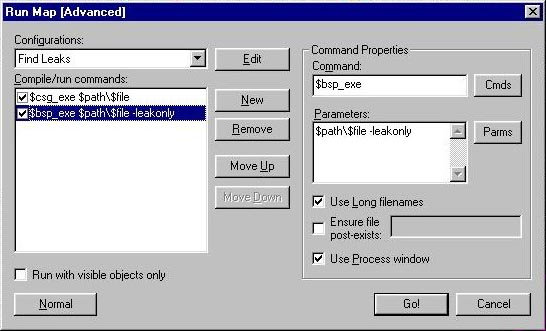 Run Map [Advanced]
Configurations:
Find Leaks
Compile/run commands:
$csg_exe $path\$file
$bsp_exe $path\$file -leakonly
Edit
New
Remove
Move Up
Move Down
Run with visible objects only
Normal
Command Properties
Command:
$bsp_exe
Cmds
Parameters:
$path\$file -leakonly
Parms
Use Long filenames
Ensure file
post-exists:
Use Process window
Go!
Cancel